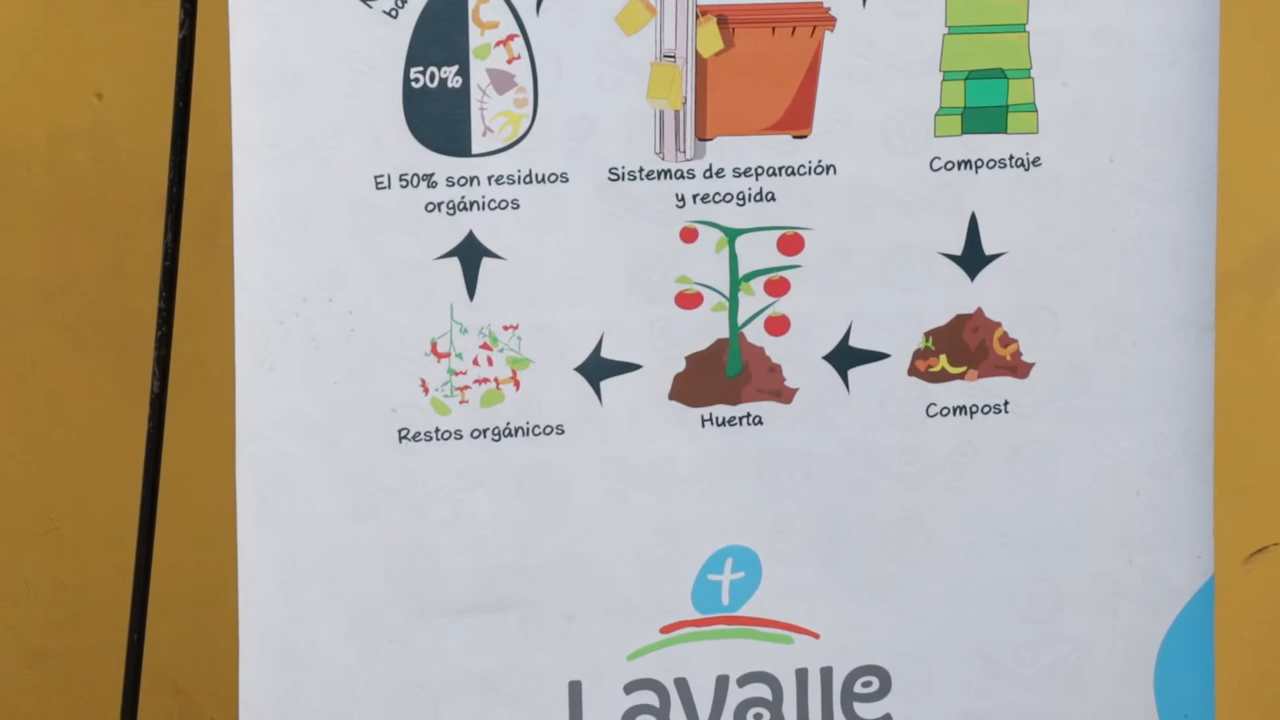 50%
El 50% son residuos
orgánicos
Sistemas de separación
y recogida
Compostaje
Restos orgánicos
Huerta
Compost
Lavalle